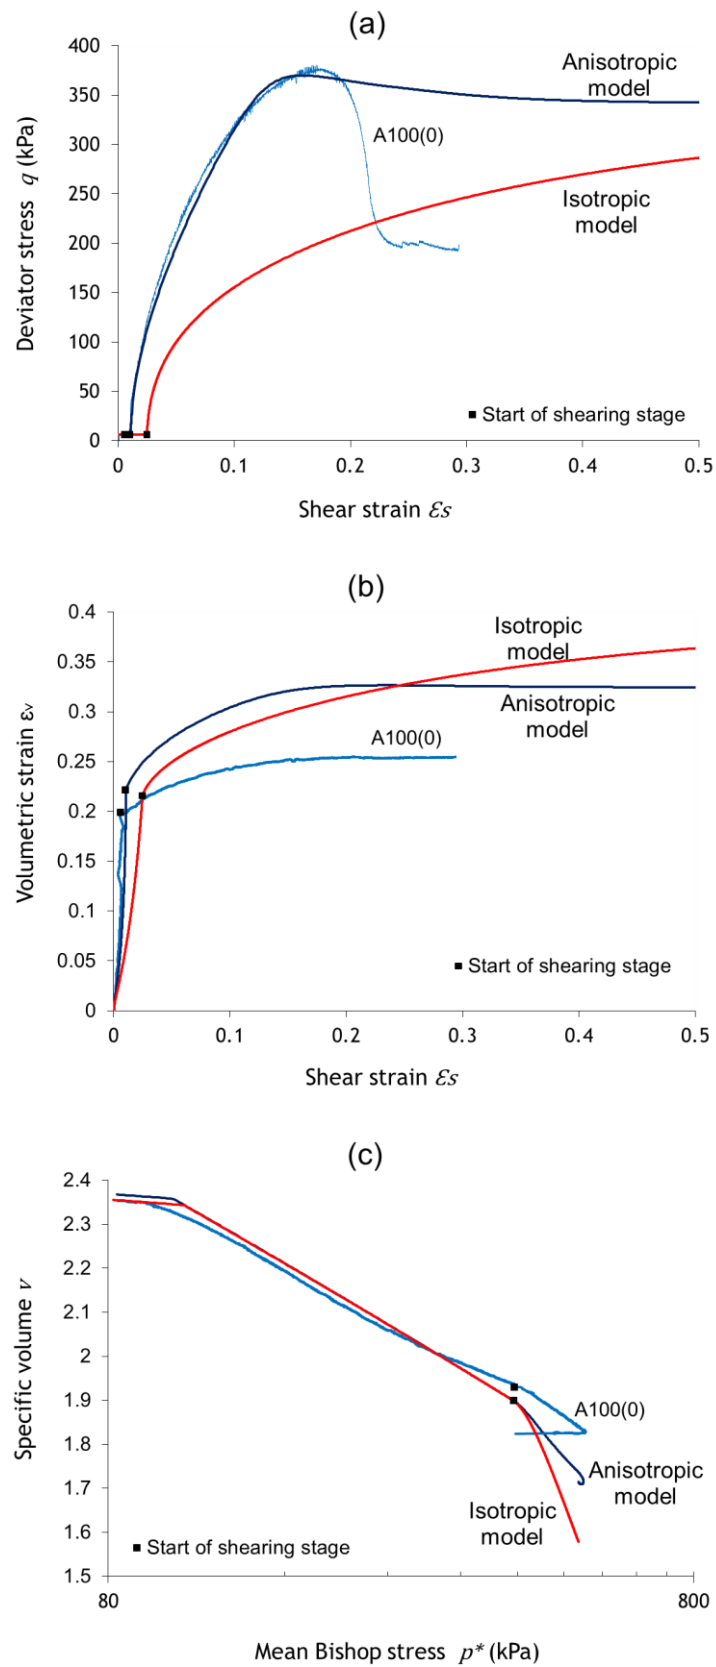 (a)
400
350
300
250
200
150
100
50
0
Deviator stress q (kPa)
Anisotropic
model
A100(0)
Isotropic
model
Start of shearing stage
0
0.1
0.2
0.3
0.4
0.5
Shear strain Ɛs
(b)
0.4
0.35
0.3
0.25
0.2
0.15
0.1
0.05
0
Volumetric strain εv
Isotropic
model
Anisotropic
model
A100(0)
Start of shearing stage
0
0.1
0.2
0.3
0.4
0.5
Shear strain Ɛs
(c)
2.4
2.3
2.2
2.1
2
1.9
1.8
1.7
1.6
1.5
Specific volume v
A100(0)
Anisotropic
model
Isotropic
model
Start of shearing stage
80
800
Mean Bishop stress p* (kPa)